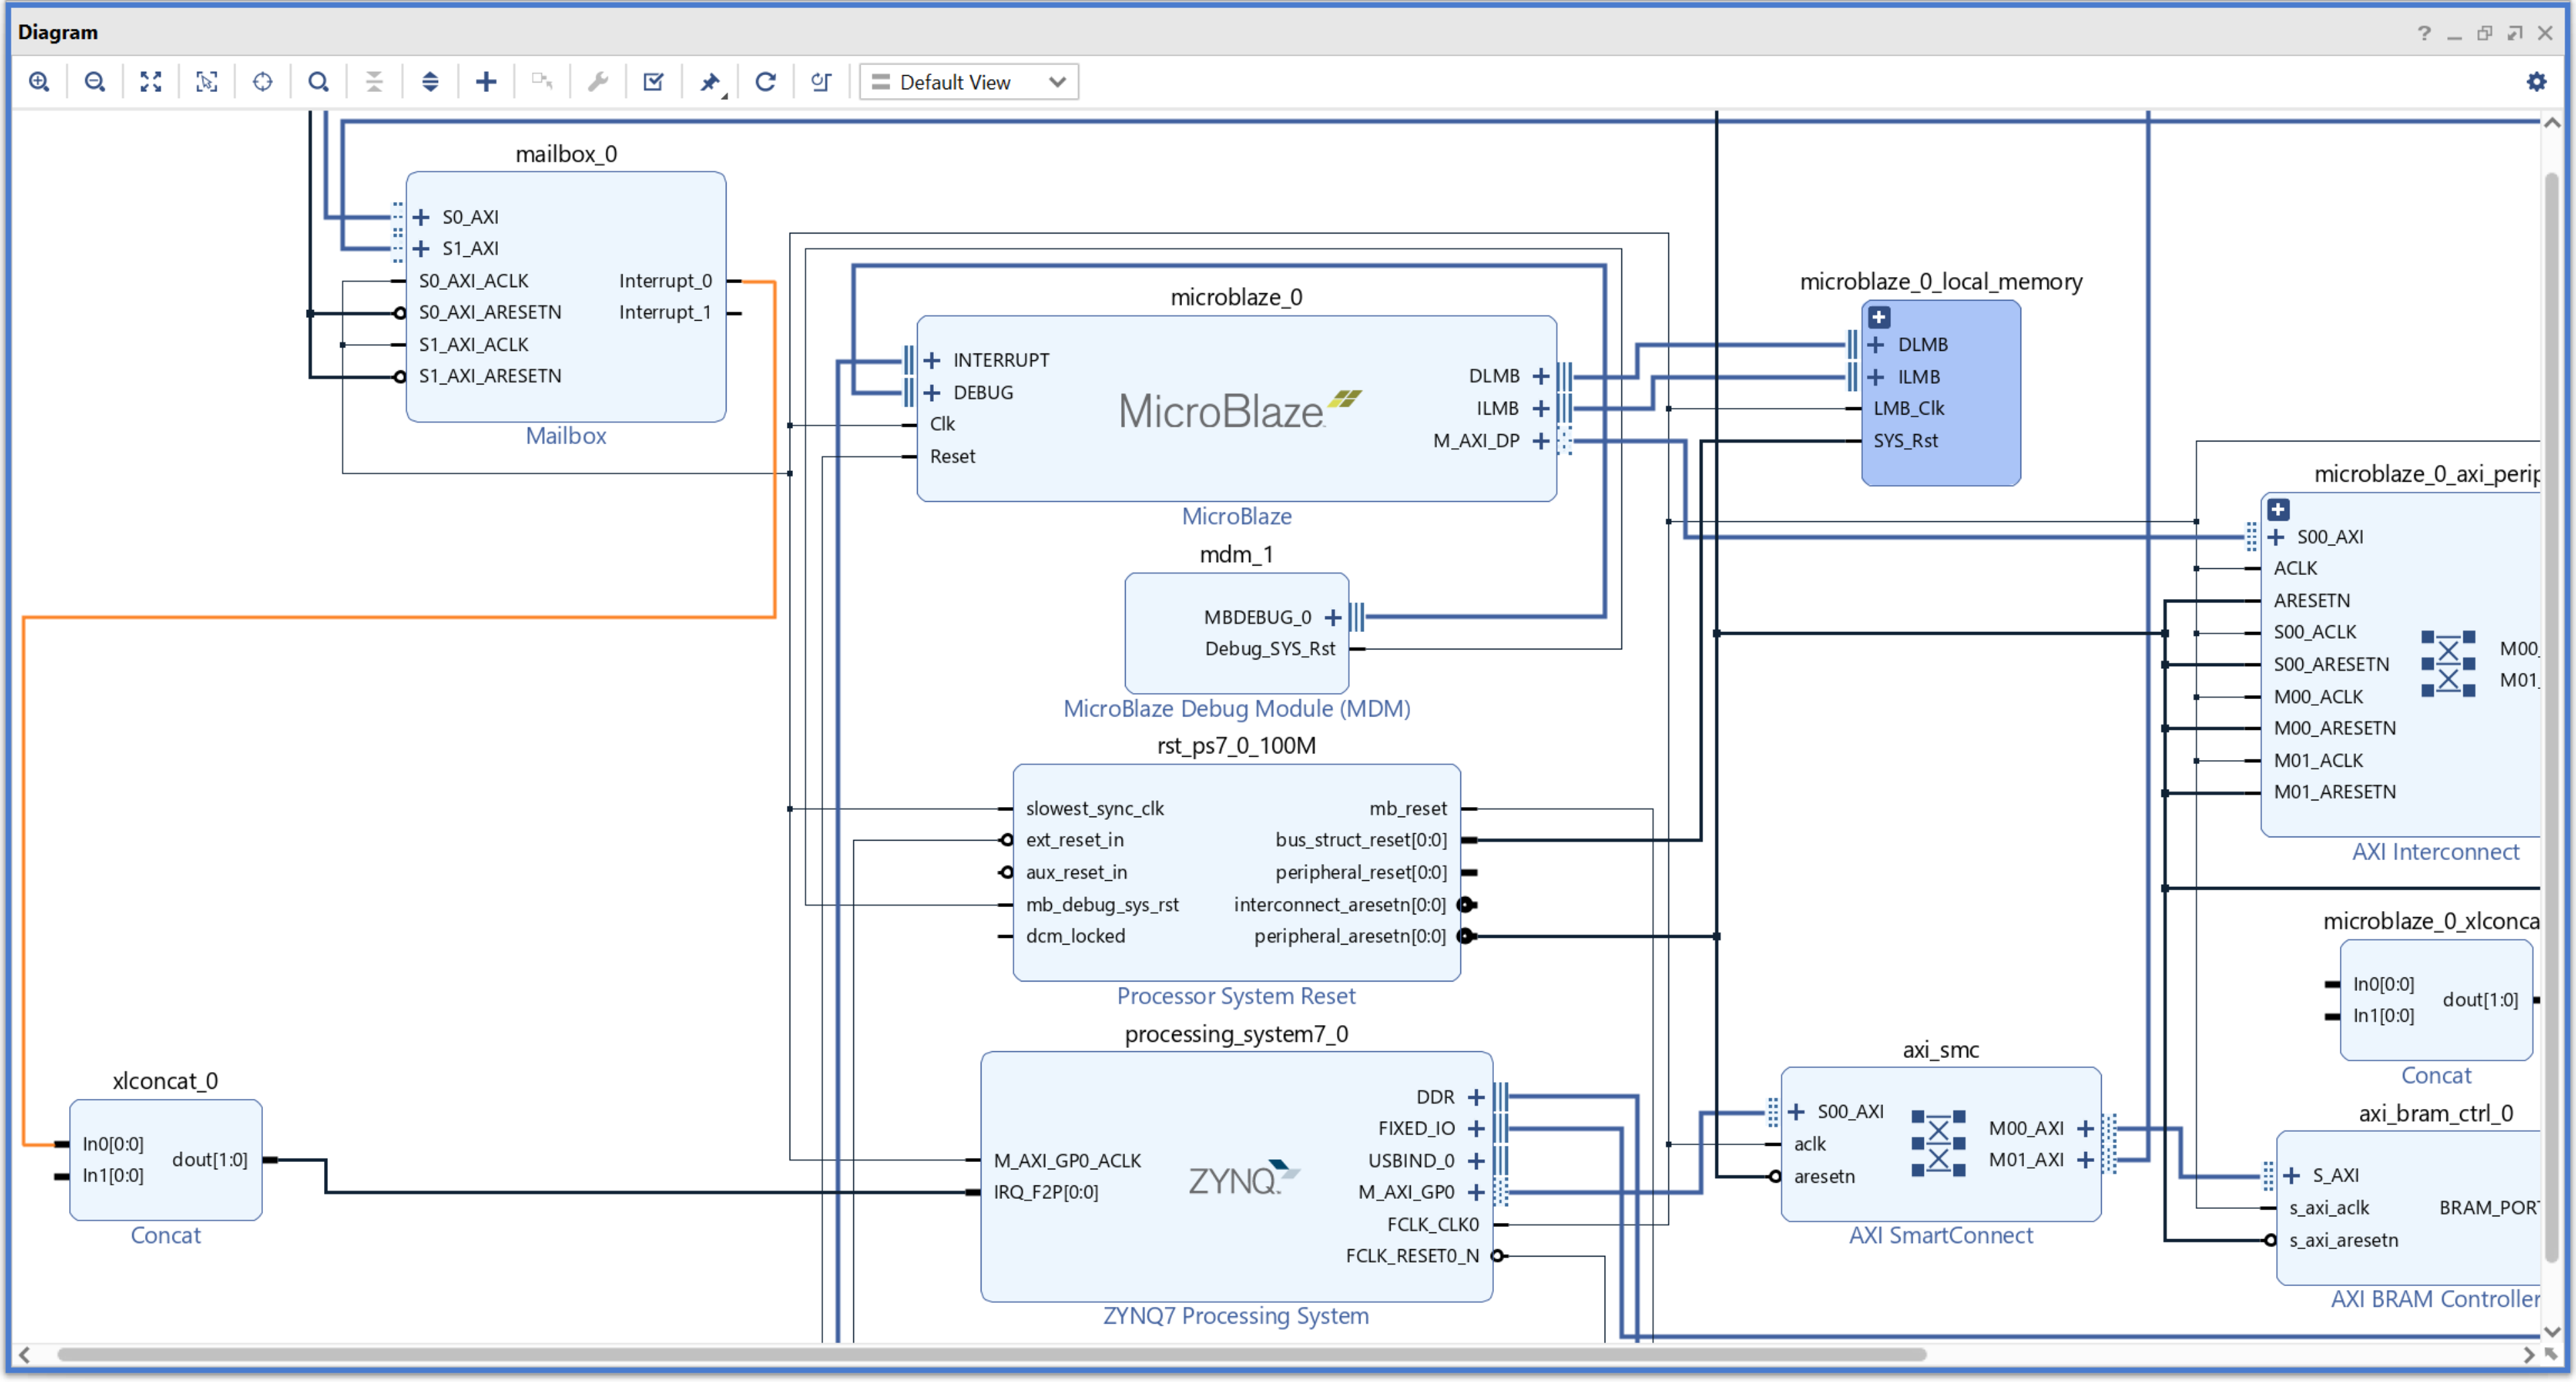 Diagram
?
Default View
mailbox_0
S0_AXI
S1_AXI
S0_AXI_ACLK
Interrupt_0
S0_AXI_ARESETN
Interrupt_1
S1_AXI_ACLK
S1_AXI_ARESETN
Mailbox
microblaze_0
INTERRUPT
DEBUG
Clk
Reset
MicroBlaze
DLMB
ILMB
M_AXI_DP
MicroBlaze
microblaze_0_local_memory
DLMB
ILMB
LMB_Clk
SYS_Rst
mdm_1
MBDEBUG_0
Debug_SYS_Rst
MicroBlaze Debug Module (MDM)
microblaze_0_axi_perip
S00_AXI
ACLK
ARESETN
S00_ACLK
S00_ARESETN
M00_ACLK
M00_ARESETN
M01_ACLK
M01_ARESETN
M00_
M01_
AXI Interconnect
rst_ps7_0_100M
slowest_sync_clk
ext_reset_in
aux_reset_in
mb_debug_sys_rst
dcm_locked
mb_reset
bus_struct_reset[0:0]
peripheral_reset[0:0]
interconnect_aresetn[0:0]
peripheral_aresetn[0:0]
Processor System Reset
microblaze_0_xlconca
In0[0:0]
In1[0:0]
dout[1:0]
Concat
xlconcat_0
In0[0:0]
In1[0:0]
dout[1:0]
Concat
processing_system7_0
M_AXI_GP0_ACLK
IRQ_F2P[0:0]
ZYNQ
DDR
FIXED_IO
USBIND_0
M_AXI_GP0
FCLK_CLK0
FCLK_RESET0_N
ZYNQ7 Processing System
axi_smc
S00_AXI
aclk
aresetn
M00_AXI
M01_AXI
AXI SmartConnect
axi_bram_ctrl_0
S_AXI
s_axi_aclk
s_axi_aresetn
BRAM_POR
AXI BRAM Controller